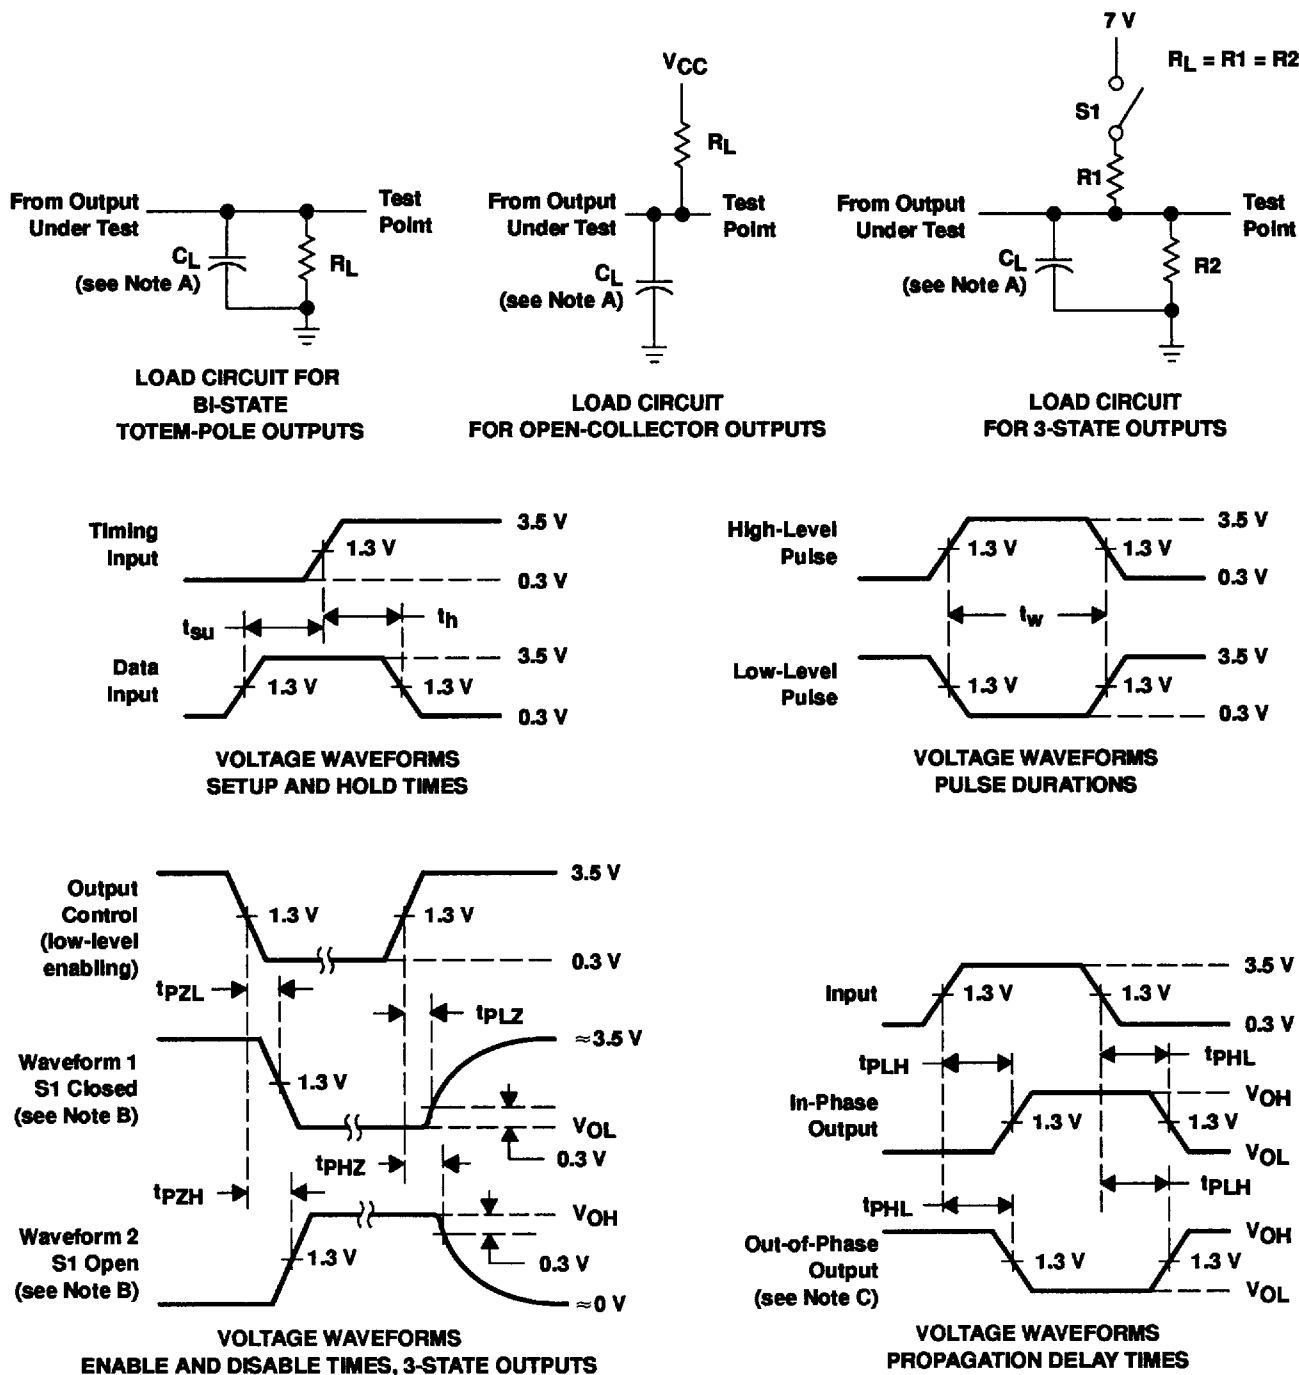 7 V
RL = R1 = R2
S1
R1
From Output
Under Test
Test
Point
CL
(see Note A)
R2
LOAD CIRCUIT
FOR 3-STATE OUTPUTS
VCC
RL
From Output
Under Test
Test
Point
CL
(see Note A)
LOAD CIRCUIT
FOR OPEN-COLLECTOR OUTPUTS
From Output
Under Test
Test
Point
CL
(see Note A)
RL
LOAD CIRCUIT FOR
BI-STATE
TOTEM-POLE OUTPUTS
Timing
Input
3.5 V
1.3 V
0.3 V
tsu
th
Data
Input
3.5 V
1.3 V
1.3 V
0.3 V
VOLTAGE WAVEFORMS
SETUP AND HOLD TIMES
High-Level
Pulse
3.5 V
1.3 V
1.3 V
0.3 V
tw
Low-Level
Pulse
3.5 V
1.3 V
1.3 V
0.3 V
VOLTAGE WAVEFORMS
PULSE DURATIONS
Output
Control
(low-level
enabling)
3.5 V
1.3 V
1.3 V
0.3 V
tPZL
tPLZ
Waveform 1
S1 Closed
(see Note B)
≈3.5 V
1.3 V
VOL
0.3 V
tPHZ
tPZH
Waveform 2
S1 Open
(see Note B)
VOH
1.3 V
0.3 V
≈0 V
VOLTAGE WAVEFORMS
ENABLE AND DISABLE TIMES, 3-STATE OUTPUTS
Input
3.5 V
1.3 V
1.3 V
0.3 V
tPLH
tPHL
In-Phase
Output
VOH
1.3 V
1.3 V
VOL
tPHL
tPLH
Out-of-Phase
Output
(see Note C)
VOH
1.3 V
1.3 V
VOL
VOLTAGE WAVEFORMS
PROPAGATION DELAY TIMES